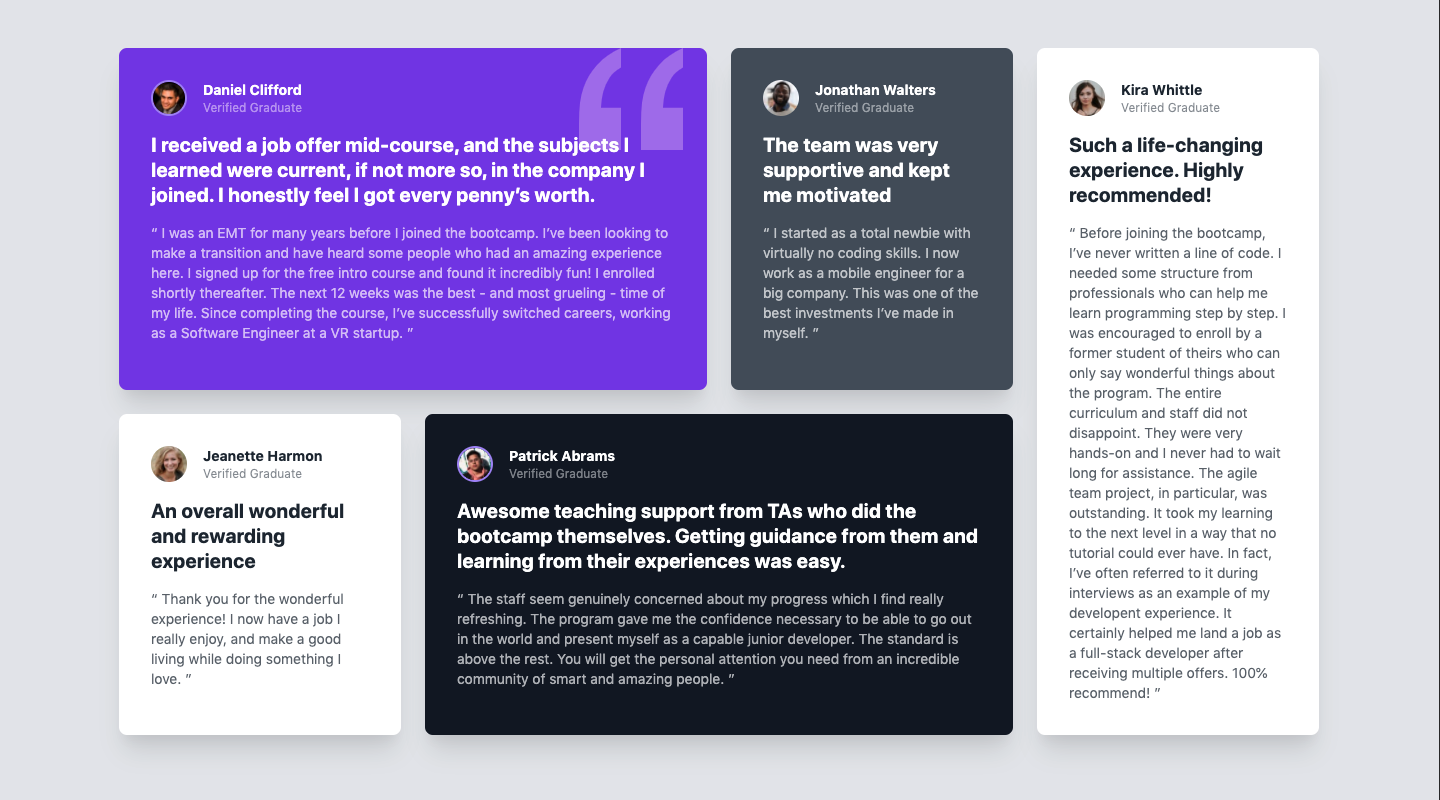 Daniel Clifford
Verified Graduate
I received a job offer mid-course, and the subjects I
learned were current, if not more so, in the company I
joined. I honestly feel I got every penny’s worth.
“ I was an EMT for many years before I joined the bootcamp. I’ve been looking to
make a transition and have heard some people who had an amazing experience
here. I signed up for the free intro course and found it incredibly fun! I enrolled
shortly thereafter. The next 12 weeks was the best - and most grueling - time of
my life. Since completing the course, I’ve successfully switched careers, working
as a Software Engineer at a VR startup. ”
Jonathan Walters
Verified Graduate
The team was very
supportive and kept
me motivated
“ I started as a total newbie with
virtually no coding skills. I now
work as a mobile engineer for a
big company. This was one of the
best investments I’ve made in
myself. ”
Kira Whittle
Verified Graduate
Such a life-changing
experience. Highly
recommended!
“ Before joining the bootcamp,
I’ve never written a line of code. I
needed some structure from
professionals who can help me
learn programming step by step. I
was encouraged to enroll by a
former student of theirs who can
only say wonderful things about
the program. The entire
curriculum and staff did not
disappoint. They were very
hands-on and I never had to wait
long for assistance. The agile
team project, in particular, was
outstanding. It took my learning
to the next level in a way that no
tutorial could ever have. In fact,
I’ve often referred to it during
interviews as an example of my
developent experience. It
certainly helped me land a job as
a full-stack developer after
receiving multiple offers. 100%
recommend! ”
Jeanette Harmon
Verified Graduate
An overall wonderful
and rewarding
experience
“ Thank you for the wonderful
experience! I now have a job I
really enjoy, and make a good
living while doing something I
love. ”
Patrick Abrams
Verified Graduate
Awesome teaching support from TAs who did the
bootcamp themselves. Getting guidance from them and
learning from their experiences was easy.
“ The staff seem genuinely concerned about my progress which I find really
refreshing. The program gave me the confidence necessary to be able to go out
in the world and present myself as a capable junior developer. The standard is
above the rest. You will get the personal attention you need from an incredible
community of smart and amazing people. ”